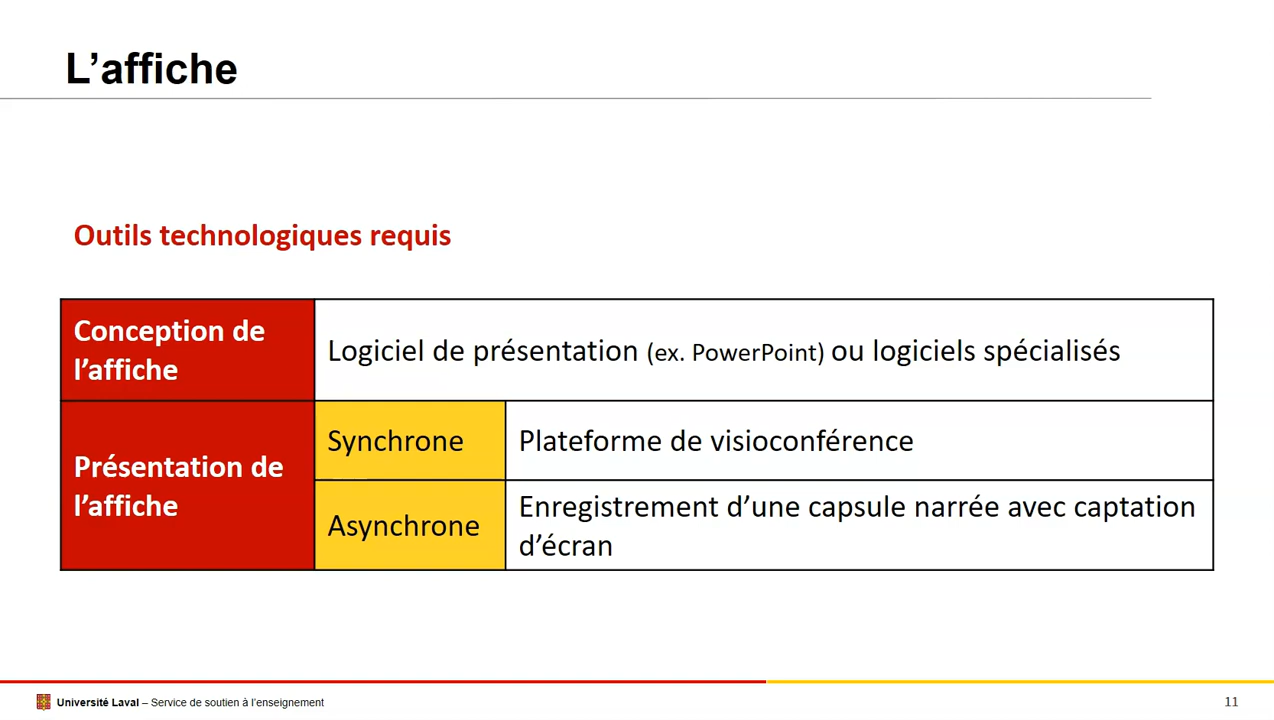 L’affiche
Outils technologiques requis
Conception de
l’affiche
Logiciel de présentation (ex. PowerPoint) ou logiciels spécialisés
Présentation de
l’affiche
Synchrone
Plateforme de visioconférence
Asynchrone
Enregistrement d’une capsule narrée avec captation
d’écran
Université Laval – Service de soutien à l’enseignement
11